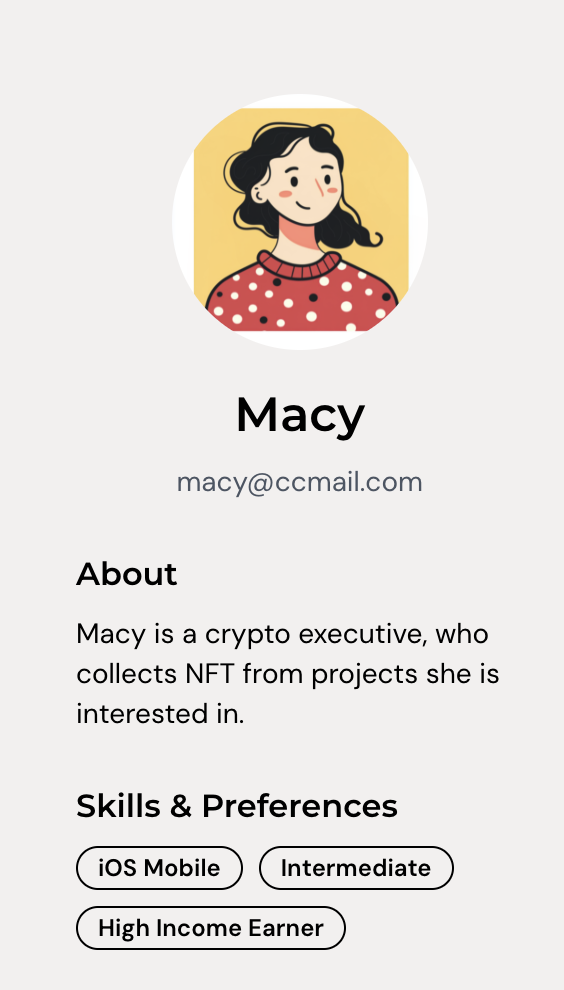 Macy
macy@ccmail.com
About
Macy is a crypto executive, who
collects NFT from projects she is
interested in.
Skills & Preferences
iOS Mobile
Intermediate
High Income Earner